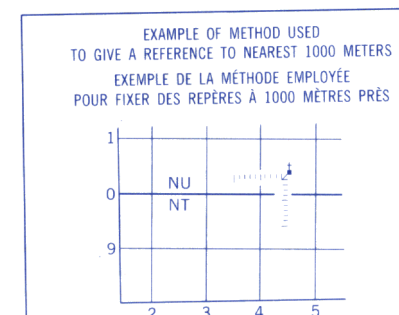 EXAMPLE OF METHOD USED
TO GIVE A REFERENCE TO NEAREST 1000 METERS
EXEMPLE DE LA MÉTHODE EMPLOYÉE
POUR FIXER DES REPÈRES À 1000 MÈTRES PRÈS
1
NU
0
NT
9
2 3 4 5